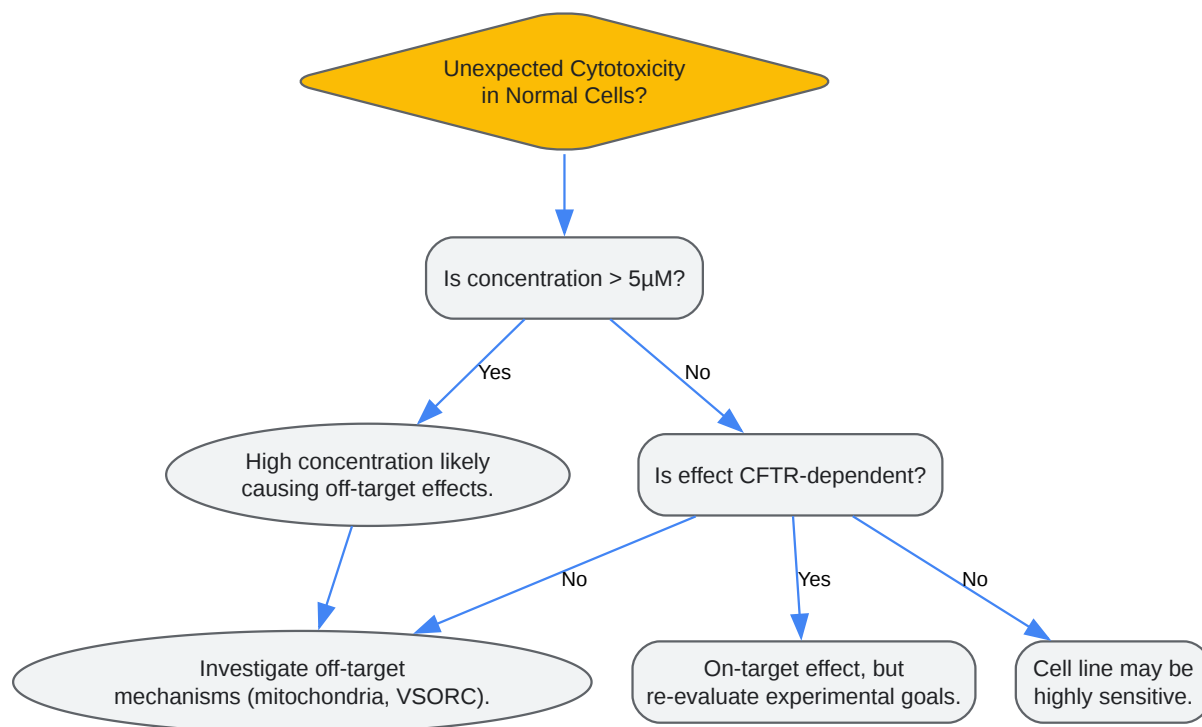 Unexpected Cytotoxicity
in Normal Cells?
Is concentration > 5µM?
Yes
No
High concentration likely
causing off-target effects.
Is effect CFTR-dependent?
No
Yes
No
Investigate off-target
mechanisms (mitochondria, VSORC).
On-target effect, but
re-evaluate experimental goals.
Cell line may be
highly sensitive.